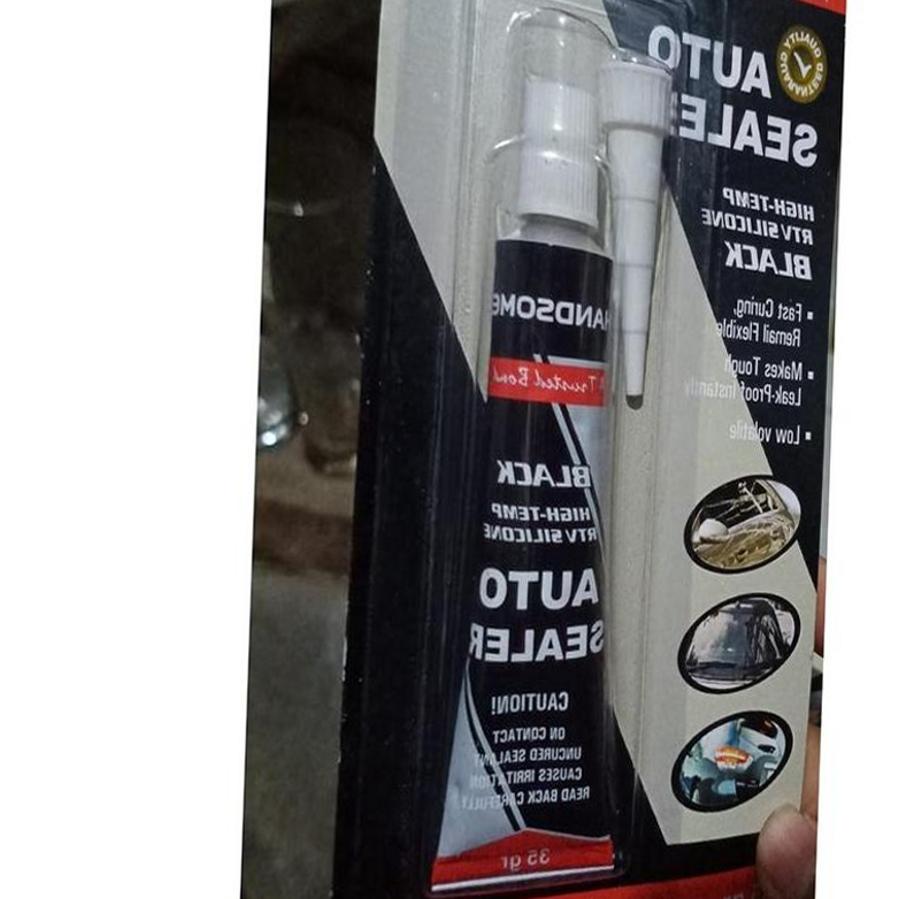 QUALITY GUARANTEED
AUTO
SEALE
HIGH-TEMP
RTV SILICONE
BLACK
Fast Curing,
Remail Flexible
Makes Tough
Leak-Proof Instantly
Low volatile
HANDSOME
A Trusted Bond
BLACK
HIGH-TEMP
RTV SILICONE
AUTO
SEALER
CAUTION!
ON CONTACT
UNCURED SEALANT
CAUSES IRRITATION
READ BACK CAREFULLY
35 gr